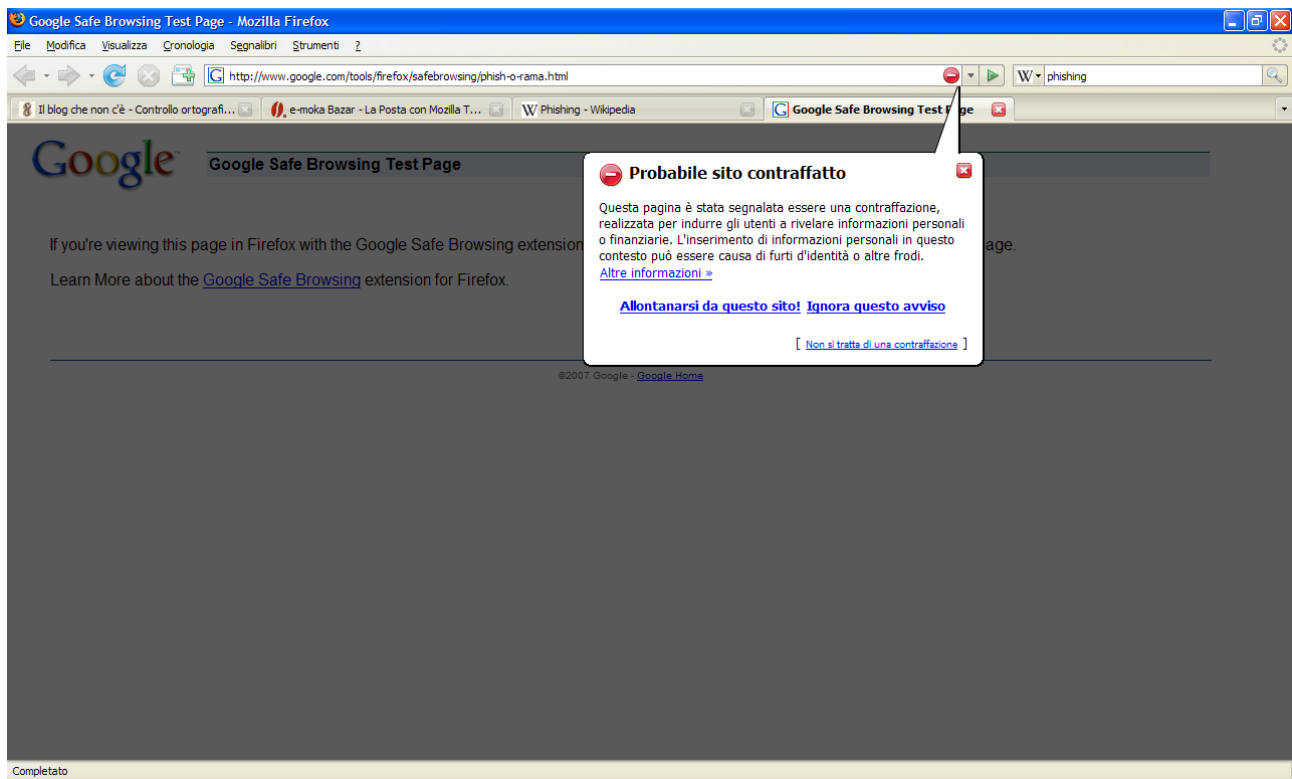 Google Safe Browsing Test Page - Mozilla Firefox
File Modifica Visualizza Cronologia Segnalibri Strumenti ?
http://www.google.com/tools/firefox/safebrowsing/phish-o-rama.html W phishing
Il blog che non c'è - Controllo ortografi... e-moka Bazar - La Posta con Mozilla T... W Phishing - Wikipedia G Google Safe Browsing Test Page
Google Google Safe Browsing Test Page
Probabile sito contraffatto
Questa pagina è stata segnalata essere una contraffazione,
realizzata per indurre gli utenti a rivelare informazioni personali
o finanziarie. L'inserimento di informazioni personali in questo
contesto può essere causa di furti d'identità o altre frodi.
Altre informazioni »
Allontanarsi da questo sito! Ignora questo avviso
[ Non si tratta di una contraffazione ]
If you're viewing this page in Firefox with the Google Safe Browsing extension age.
Learn More about the Google Safe Browsing extension for Firefox.
©2007 Google - Google Home
Completato